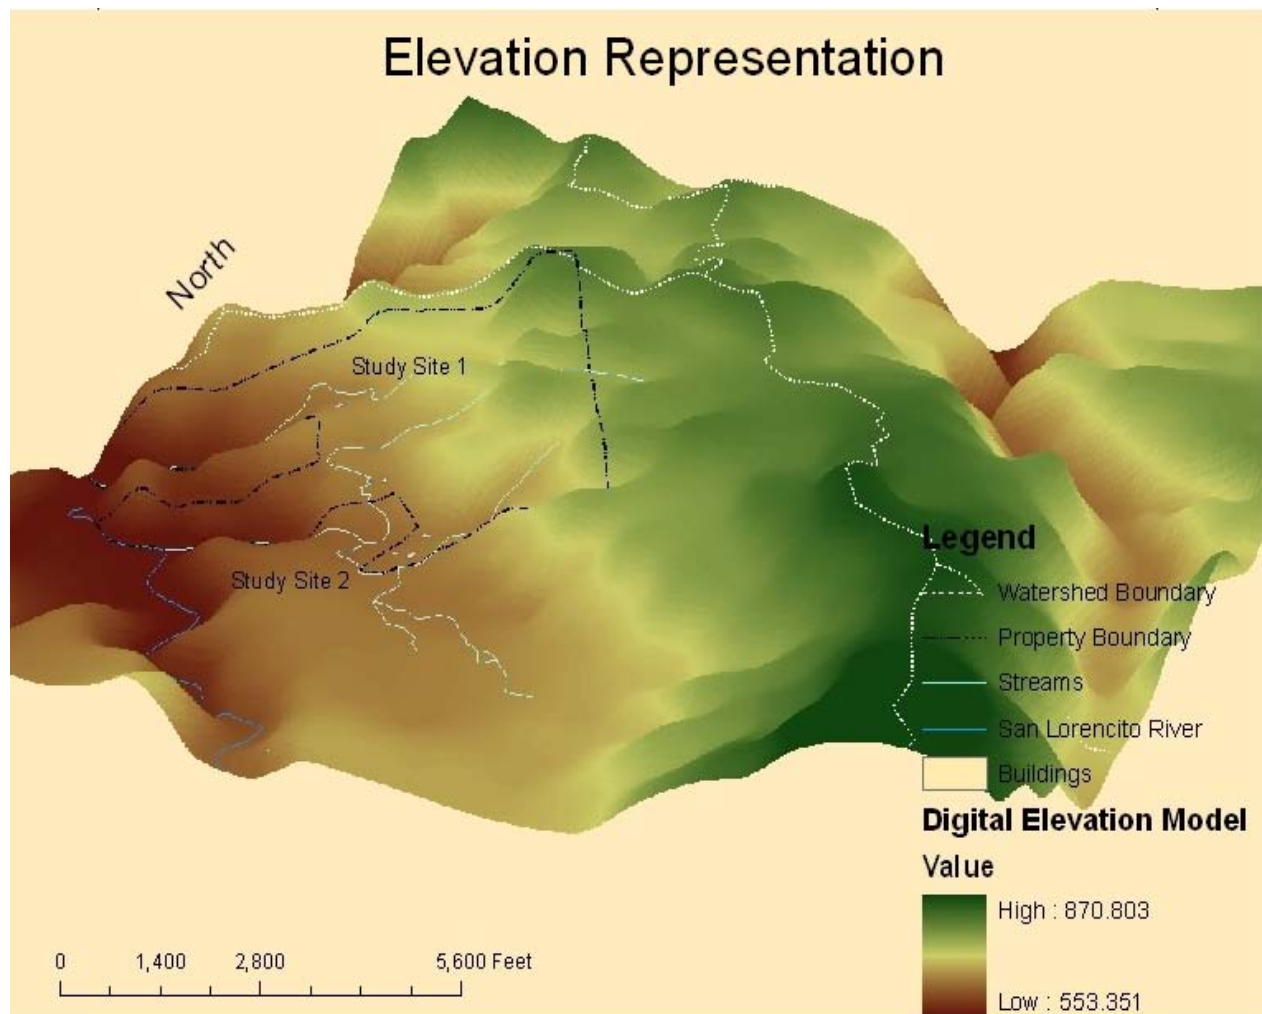 Elevation Representation
North
Study Site 1
Study Site 2
Legend
Watershed Boundary
Property Boundary
Streams
San Lorencito River
Buildings
Digital Elevation Model
Value
High : 870.803
Low : 553.351
0 1,400 2,800 5,600 Feet